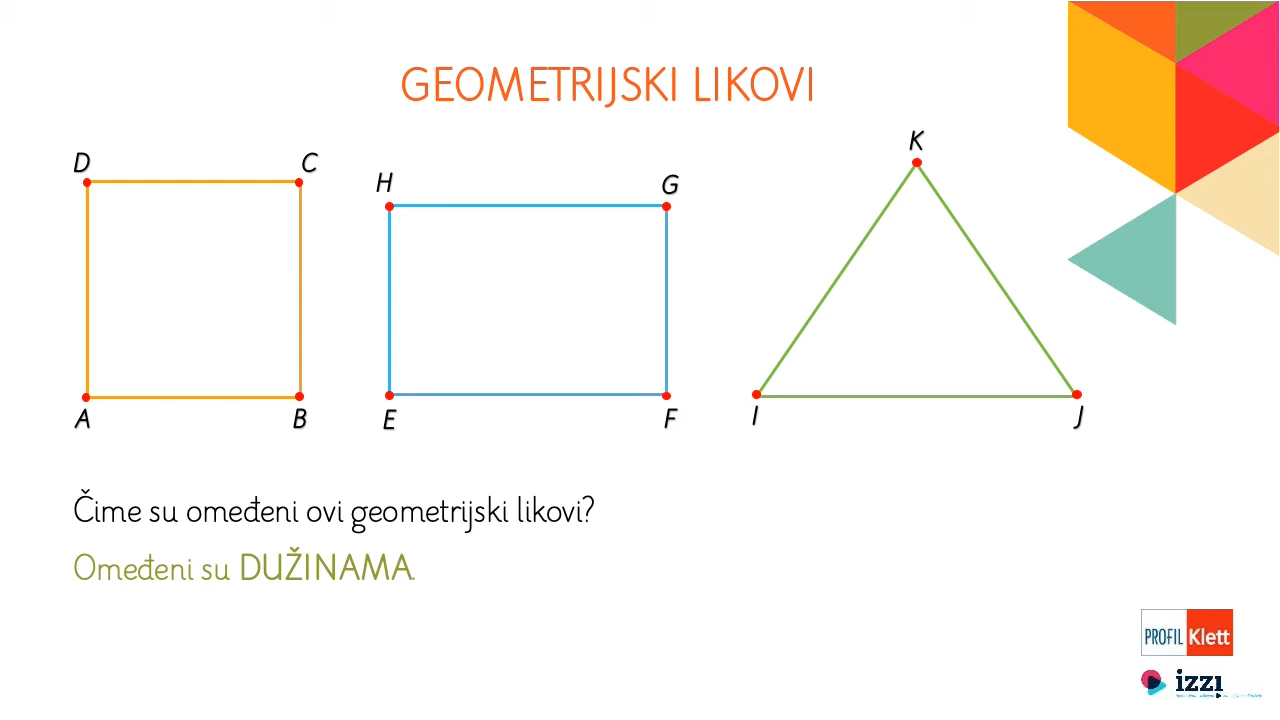 GEOMETRIJSKI LIKOVI
D C
H G
K
A B
E F
I J
Čime su omeđeni ovi geometrijski likovi?
Omeđeni su DUŽINAMA.
PROFIL Klett
izzi